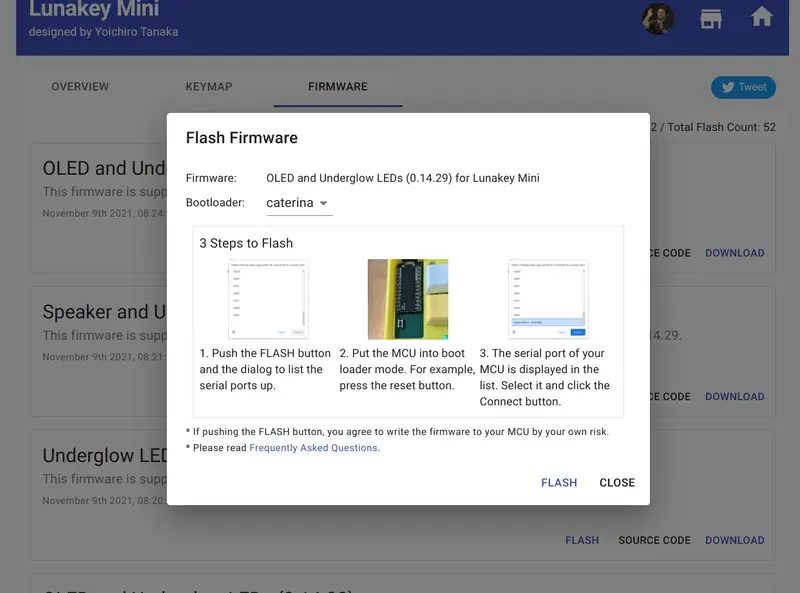 Lunakey Mini
designed by Yoichiro Tanaka
OVERVIEW
KEYMAP
FIRMWARE
Tweet
2 / Total Flash Count: 52
Flash Firmware
Firmware: OLED and Underglow LEDs (0.14.29) for Lunakey Mini
Bootloader: caterina
3 Steps to Flash
1. Push the FLASH button
and the dialog to list the
serial ports up.
2. Put the MCU into boot
loader mode. For example,
press the reset button.
3. The serial port of your
MCU is displayed in the
list. Select it and click the
Connect button.
* If pushing the FLASH button, you agree to write the firmware to your MCU by your own risk.
* Please read Frequently Asked Questions.
FLASH
CLOSE
OLED and Und
This firmware is supp
November 9th 2021, 08:24:
CE CODE
DOWNLOAD
Speaker and U
This firmware is supp
14.29.
November 9th 2021, 08:21:
CE CODE
DOWNLOAD
Underglow LED
This firmware is supp
November 9th 2021, 08:20:
FLASH
SOURCE CODE
DOWNLOAD